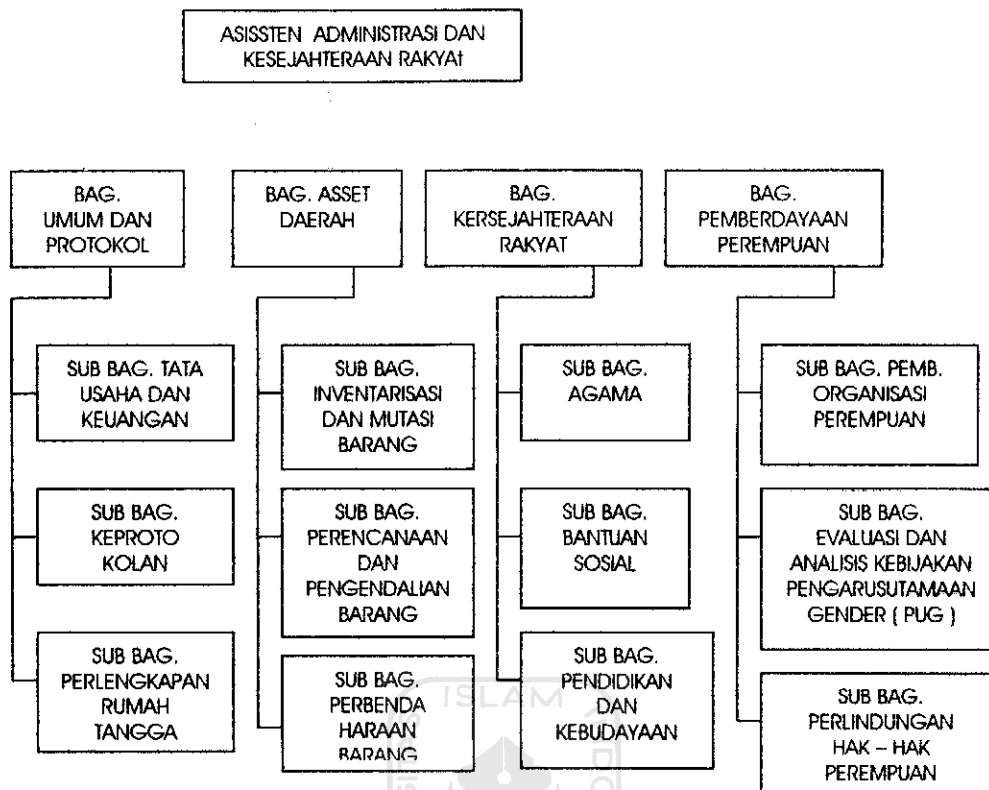 ASISSTEN ADMINISTRASI DAN
KESEJAHTERAAN RAKYAt
BAG.
UMUM DAN
PROTOKOL
BAG. ASSET
DAERAH
BAG.
KERSEJAHTERAAN
RAKYAT
BAG.
PEMBERDAYAAN
PEREMPUAN
SUB BAG. TATA
USAHA DAN
KEUANGAN
SUB BAG.
INVENTARISASI
DAN MUTASI
BARANG
SUB BAG.
AGAMA
SUB BAG. PEMB.
ORGANISASI
PEREMPUAN
SUB BAG.
KEPROTO
KOLAN
SUB BAG.
PERENCANAAN
DAN
PENGENDALIAN
BARANG
SUB BAG.
BANTUAN
SOSIAL
SUB BAG.
EVALUASI DAN
ANALISIS KEBIJAKAN
PENGARUSUTAMAAN
GENDER ( PUG )
SUB BAG.
PERLENGKAPAN
RUMAH
TANGGA
SUB BAG.
PERBENDA
HARAAN
BARANG
SUB BAG.
PENDIDIKAN
DAN
KEBUDAYAAN
SUB BAG.
PERLINDUNGAN
HAK – HAK
PEREMPUAN
ISLAM